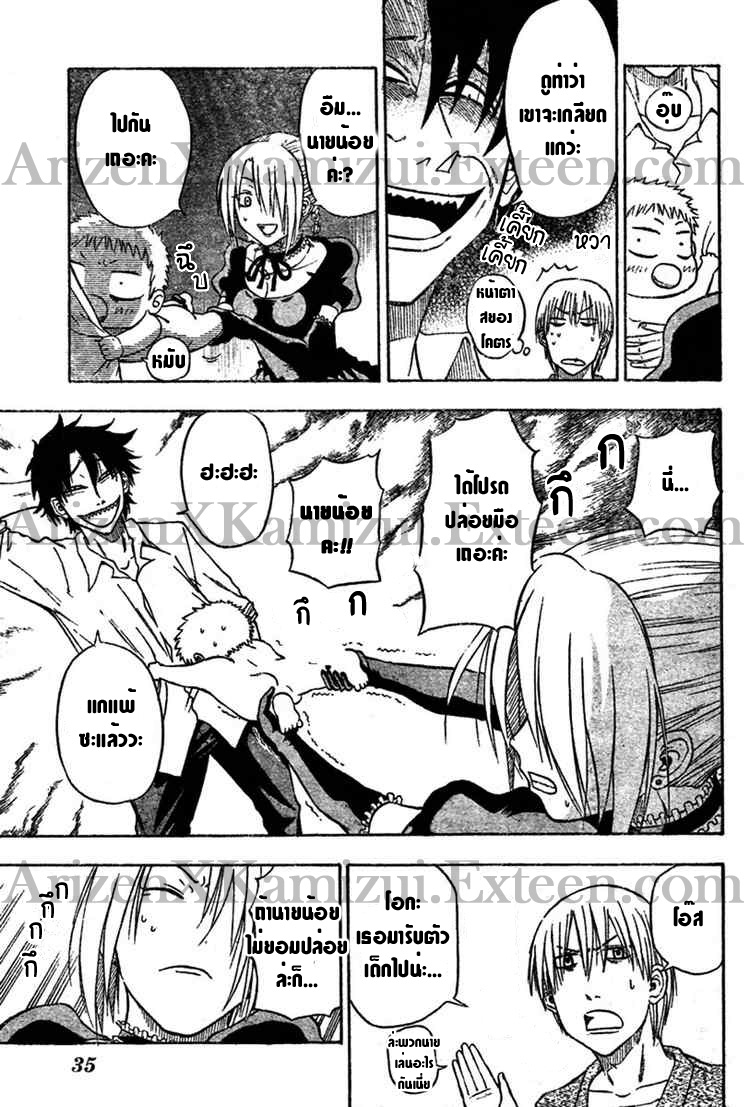 อุ๊บ
ดูท่าว่า
เขาจะเกลียด
แกว่ะ
เคี๊ยก
เคี๊ยก
หวา
หน้าตา
สยอง
โคตร
อืม...
นายน้อย
ค่ะ?
ไปกัน
เถอะคะ
ฉึบ
หมับ
ArizenXKamizui.Exteen.com
นี่...
กึก
ได้โปรด
ปล่อยมือ
เถอะค่ะ
นายน้อย
คะ!!
กึก
ฮะฮะฮะ
แกแพ้
ซะแล้ววะ
ArizenXKamizui.Exteen.com
โอ๊ส
โอกะ
เธอมารับตัว
เด็กไปน่ะ...
ล่ะพวกนาย
เล่นอะไร
กันเนี่ย
ถ้านายน้อย
ไม่ยอมปล่อย
ล่ะก็...
กึกกึก
ArizenXKamizui.Exteen.com
35